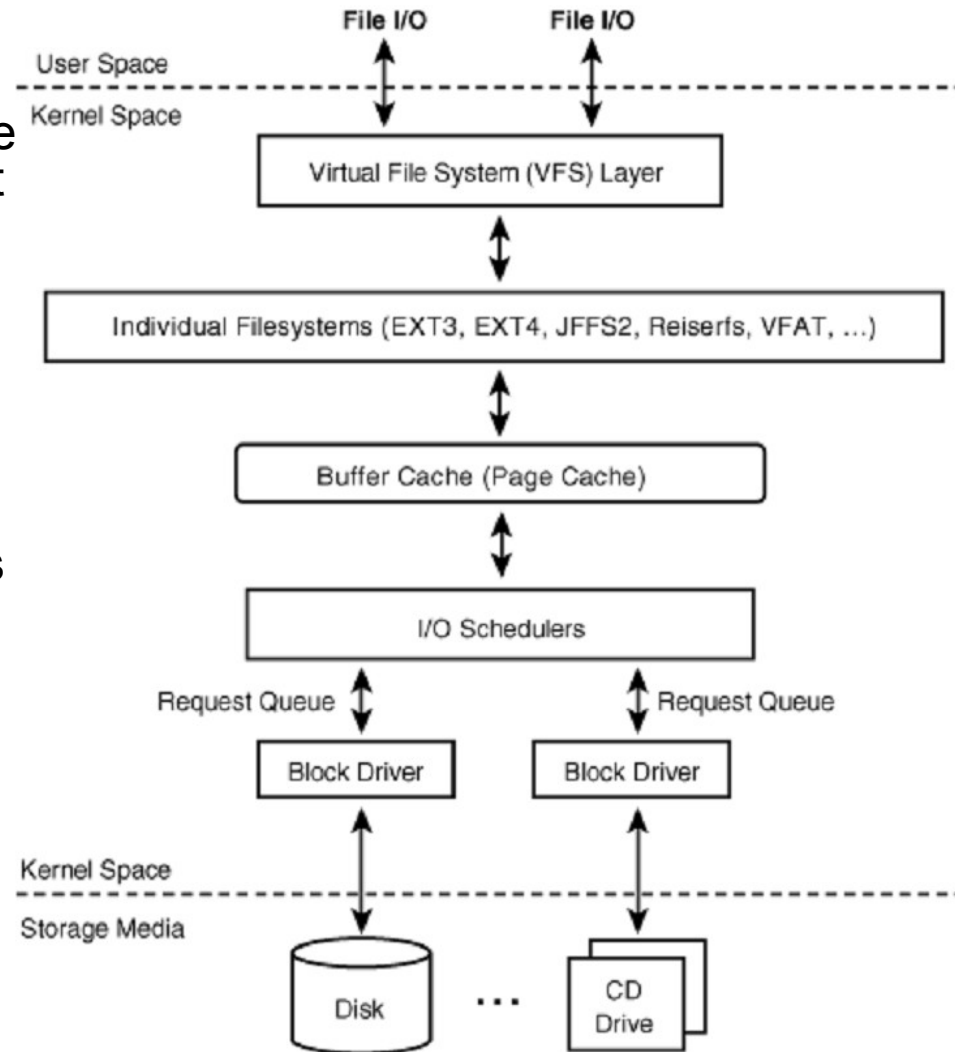 File I/O File I/O
User Space
Kernel Space
e
Virtual File System (VFS) Layer
Individual Filesystems (EXT3, EXT4, JFFS2, Reiserfs, VFAT, ...)
Buffer Cache (Page Cache)
s
I/O Schedulers
Request Queue Request Queue
Block Driver Block Driver
Kernel Space
Storage Media
Disk ... CD
Drive